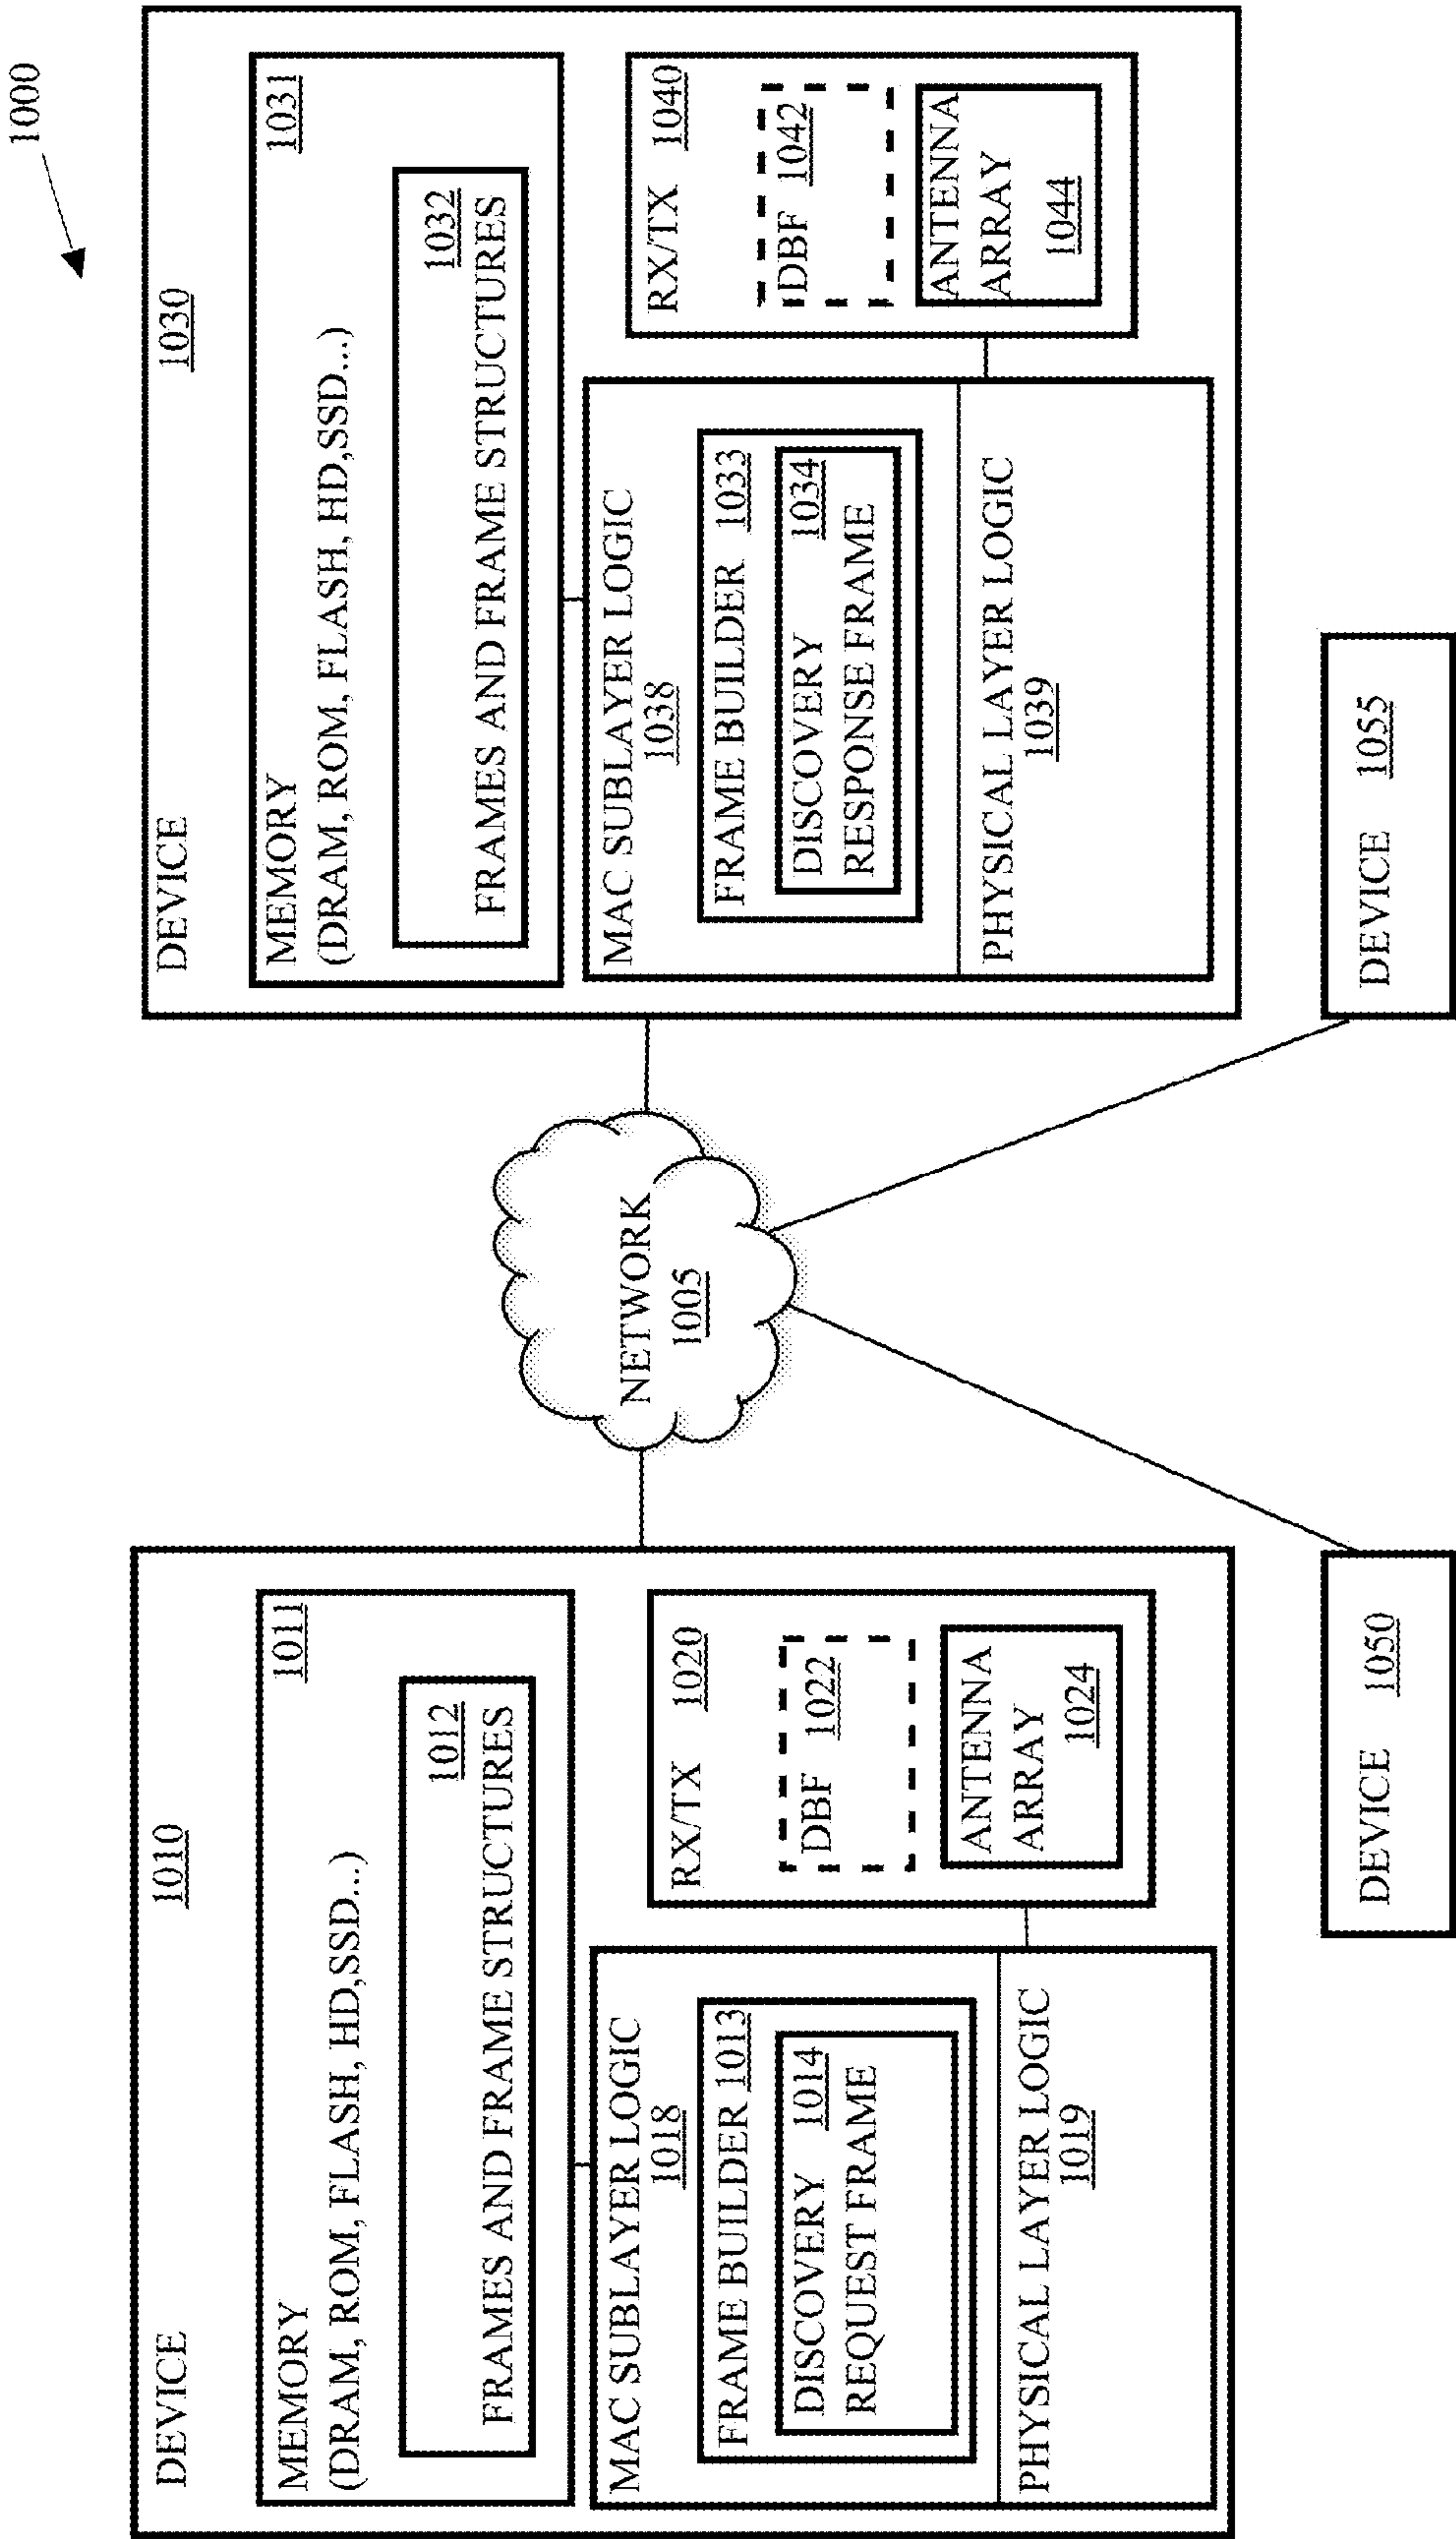 1000
DEVICE 1010
MEMORY 1011
(DRAM, ROM, FLASH, HD,SSD...)
1012
FRAMES AND FRAME STRUCTURES
MAC SUBLAYER LOGIC
1018
FRAME BUILDER 1013
DISCOVERY 1014
REQUEST FRAME
PHYSICAL LAYER LOGIC
1019
RX/TX 1020
DBF 1022
ANTENNA
ARRAY
1024
NETWORK
1005
DEVICE 1030
MEMORY 1031
(DRAM, ROM, FLASH, HD,SSD...)
1032
FRAMES AND FRAME STRUCTURES
MAC SUBLAYER LOGIC
1038
FRAME BUILDER 1033
DISCOVERY 1034
RESPONSE FRAME
PHYSICAL LAYER LOGIC
1039
RX/TX 1040
DBF 1042
ANTENNA
ARRAY
1044
DEVICE 1050
DEVICE 1055